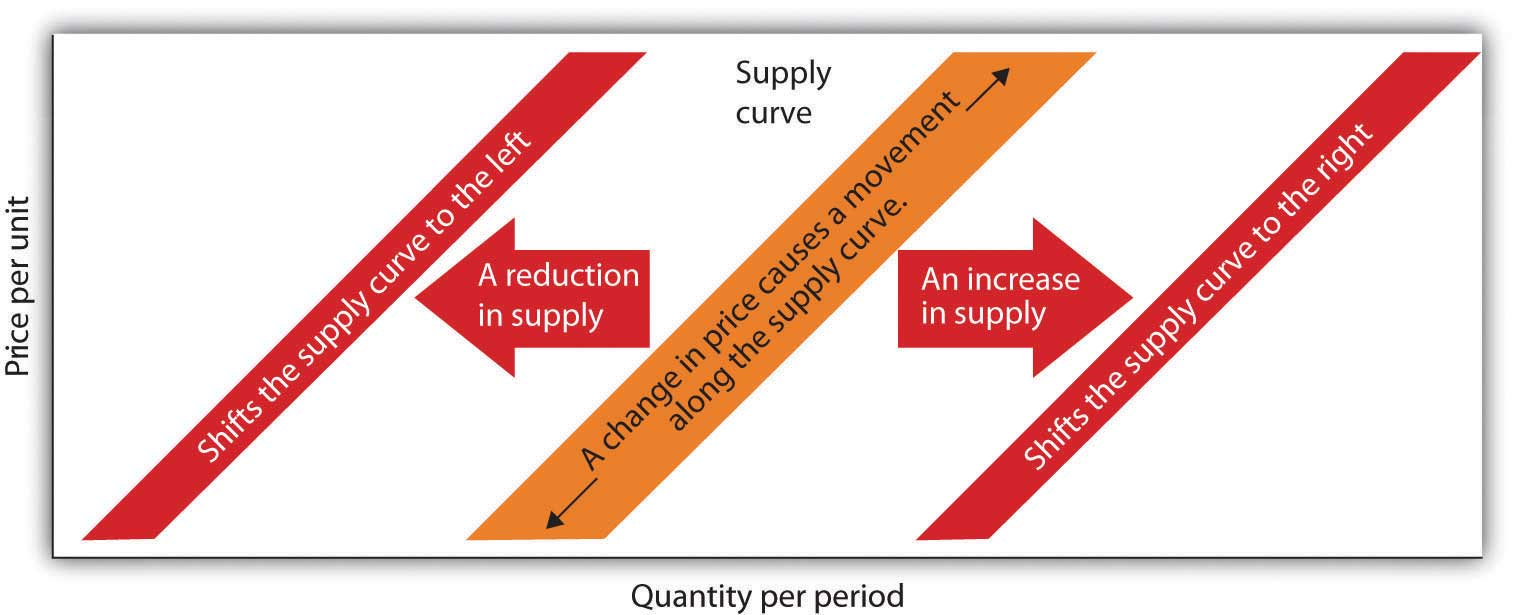 Price per unit
Shifts the supply curve to the left
A reduction
in supply
Supply
curve
A change in price causes a movement
along the supply curve.
An increase
in supply
Shifts the supply curve to the right
Quantity per period